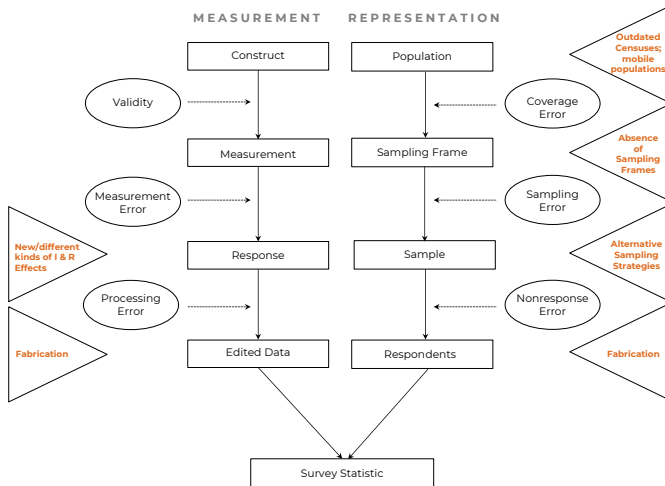 MEASUREMENT REPRESENTATION
Construct
Population
Outdated
Censuses;
mobile
populations
Validity
Coverage
Error
Measurement
Sampling Frame
Absence
of
Sampling
Frames
Measurement
Error
Sampling
Error
New/different
kinds of I & R
Effects
Response
Sample
Alternative
Sampling
Strategies
Processing
Error
Nonresponse
Error
Fabrication
Edited Data
Respondents
Fabrication
Survey Statistic